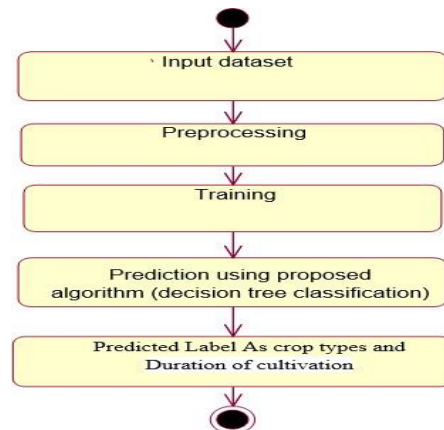 Input dataset
Preprocessing
Training
Prediction using proposed
algorithm (decision tree classification)
Predicted Label As crop types and
Duration of cultivation